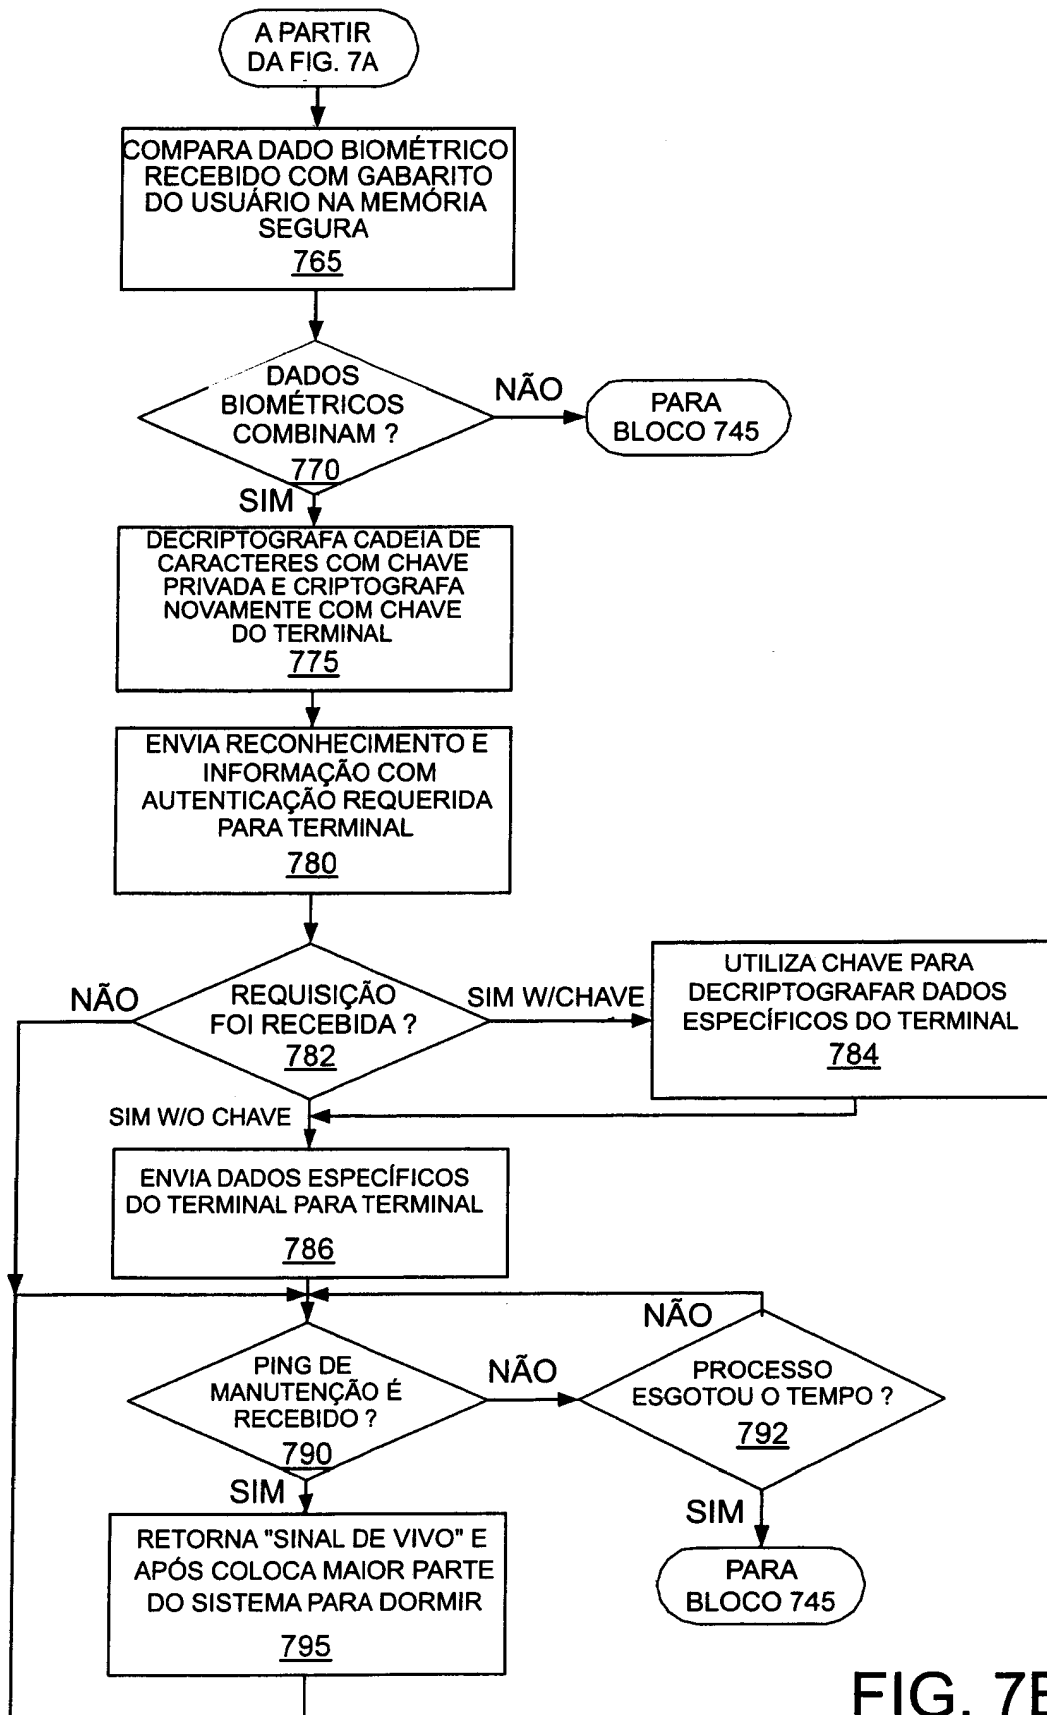 A PARTIR
DA FIG. 7A
COMPARA DADO BIOMÉTRICO
RECEBIDO COM GABARITO
DO USUÁRIO NA MEMÓRIA
SEGURA
765
DADOS
BIOMÉTRICOS
COMBINAM ?
770
NÃO
PARA
BLOCO 745
SIM
DECRIPTOGRAFA CADEIA DE
CARACTERES COM CHAVE
PRIVADA E CRIPTOGRAFA
NOVAMENTE COM CHAVE
DO TERMINAL
775
ENVIA RECONHECIMENTO E
INFORMAÇÃO COM
AUTENTICAÇÃO REQUERIDA
PARA TERMINAL
780
NÃO
REQUISIÇÃO
FOI RECEBIDA ?
782
SIM W/CHAVE
UTILIZA CHAVE PARA
DECRIPTOGRAFAR DADOS
ESPECÍFICOS DO TERMINAL
784
SIM W/O CHAVE
ENVIA DADOS ESPECÍFICOS
DO TERMINAL PARA TERMINAL
786
PING DE
MANUTENÇÃO É
RECEBIDO ?
790
NÃO
NÃO
PROCESSO
ESGOTOU O TEMPO ?
792
SIM
SIM
RETORNA "SINAL DE VIVO" E
APÓS COLOCA MAIOR PARTE
DO SISTEMA PARA DORMIR
795
PARA
BLOCO 745
FIG. 7B